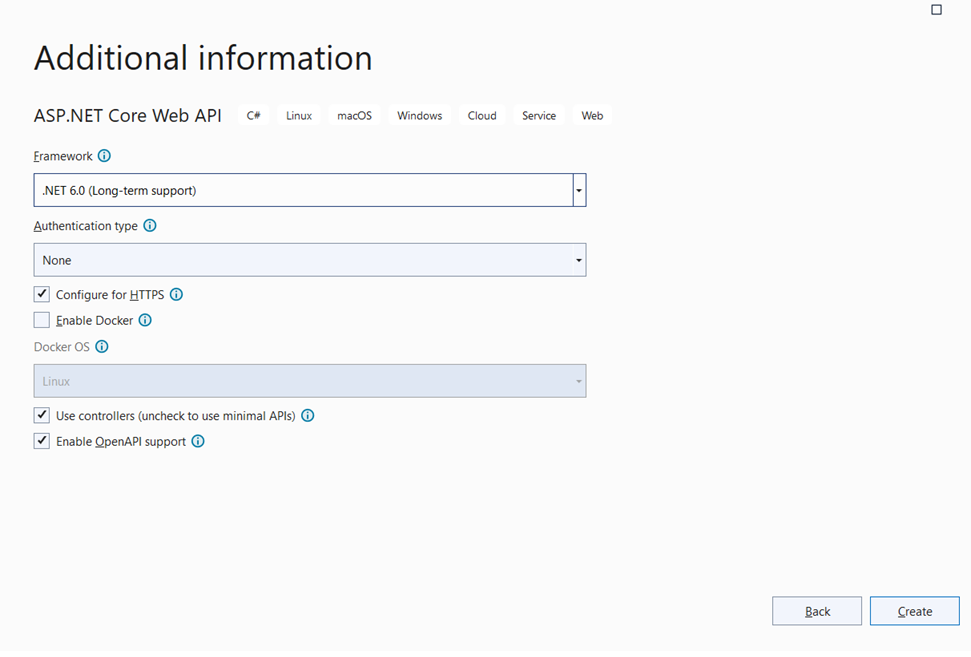 Additional information
ASP.NET Core Web API C# Linux macOS Windows Cloud Service Web
Framework
.NET 6.0 (Long-term support)
Authentication type
None
Configure for HTTPS
Enable Docker
Docker OS
Linux
Use controllers (uncheck to use minimal APIs)
Enable OpenAPI support
Back Create